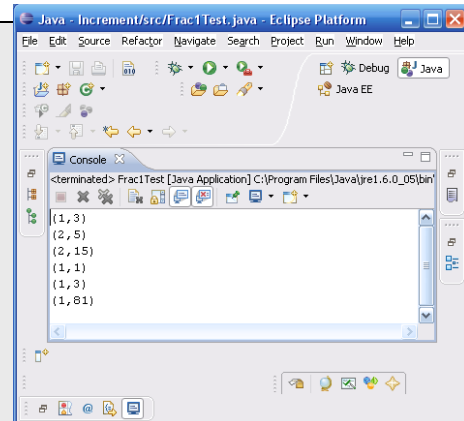 Java - Increment/src/Frac1Test.java - Eclipse Platform
File Edit Source Refactor Navigate Search Project Run Window Help
Debug Java
Java EE
Console
<terminated> Frac1Test [Java Application] C:\Program Files\Java\jre1.6.0_05\bin\
(1,3)
(2,5)
(2,15)
(1,1)
(1,3)
(1,81)